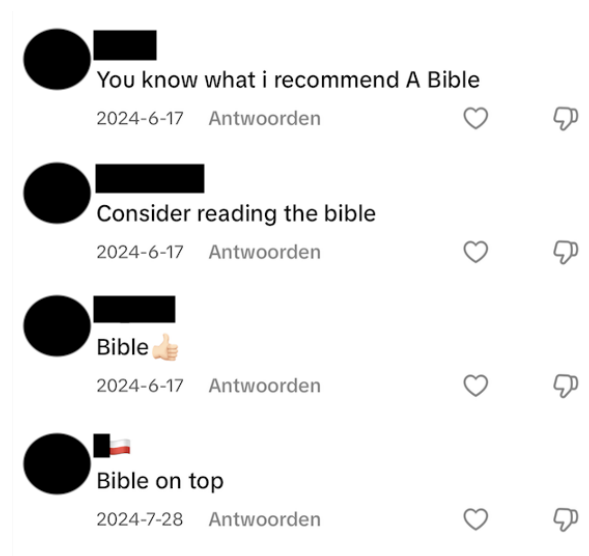 You know what i recommend A Bible
2024-6-17 Antwoorden
Consider reading the bible
2024-6-17 Antwoorden
Bible👍🏻
2024-6-17 Antwoorden
🇵🇱
Bible on top
2024-7-28 Antwoorden